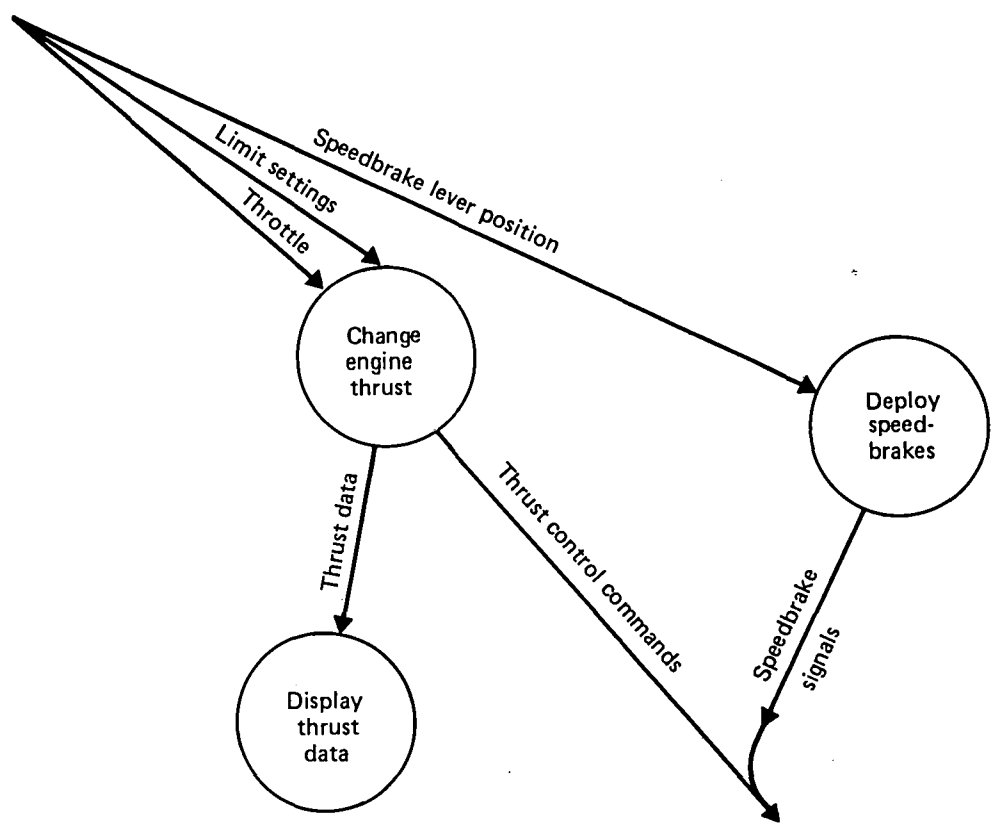 Speedbrake lever position
Limit settings
Throttle
Change
engine
thrust
Deploy
speed-
brakes
Thrust data
Thrust control commands
Speedbrake
signals
Display
thrust
data